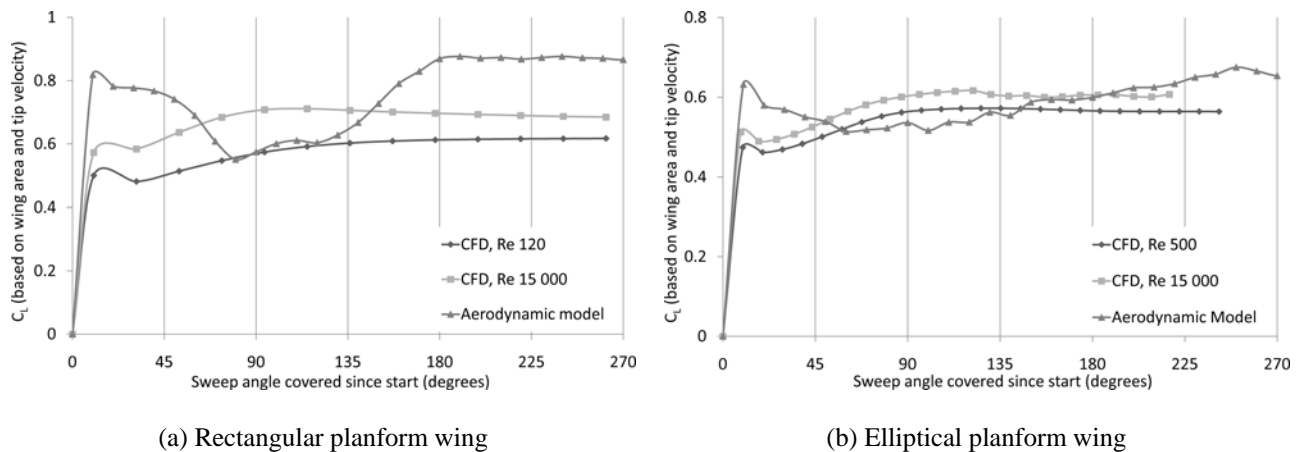 1
0.8
0.6
0.4
0.2
0
C_L (based on wing area and tip velocity)
CFD, Re 120
CFD, Re 15 000
Aerodynamic model
0 45 90 135 180 225 270
Sweep angle covered since start (degrees)
(a) Rectangular planform wing
0.8
0.6
0.4
0.2
0
C_L (based on wing area and tip velocity)
CFD, Re 500
CFD, Re 15 000
Aerodynamic Model
0 45 90 135 180 225 270
Sweep angle covered since start (degrees)
(b) Elliptical planform wing